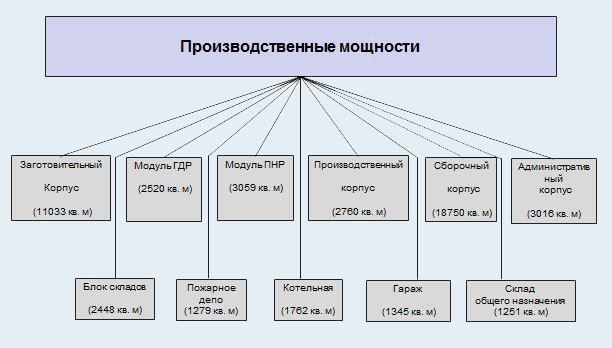 Производственные мощности
Заготовительный
Корпус
(11033 кв. м)
Модуль ГДР
(2520 кв. м)
Модуль ПНР
(3059 кв. м)
Производственный
корпус
(2760 кв. м)
Сборочный
корпус
(18750 кв. м)
Административ
ный
корпус
(3016 кв. м)
Блок складов
(2448 кв. м)
Пожарное
депо
(1279 кв. м)
Котельная
(1762 кв. м)
Гараж
(1345 кв. м)
Склад
общего назначения
(1251 кв. м)